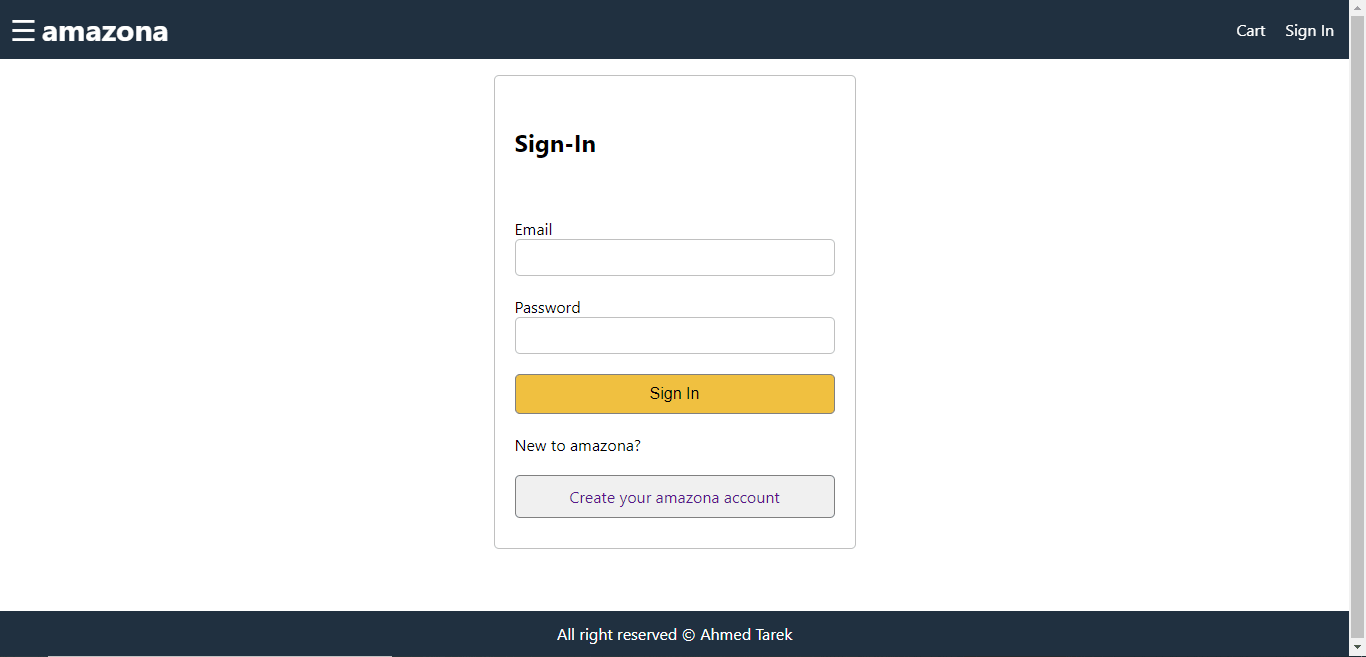 ☰ amazona
Cart Sign In
Sign-In
Email
Password
Sign In
New to amazona?
Create your amazona account
All right reserved © Ahmed Tarek